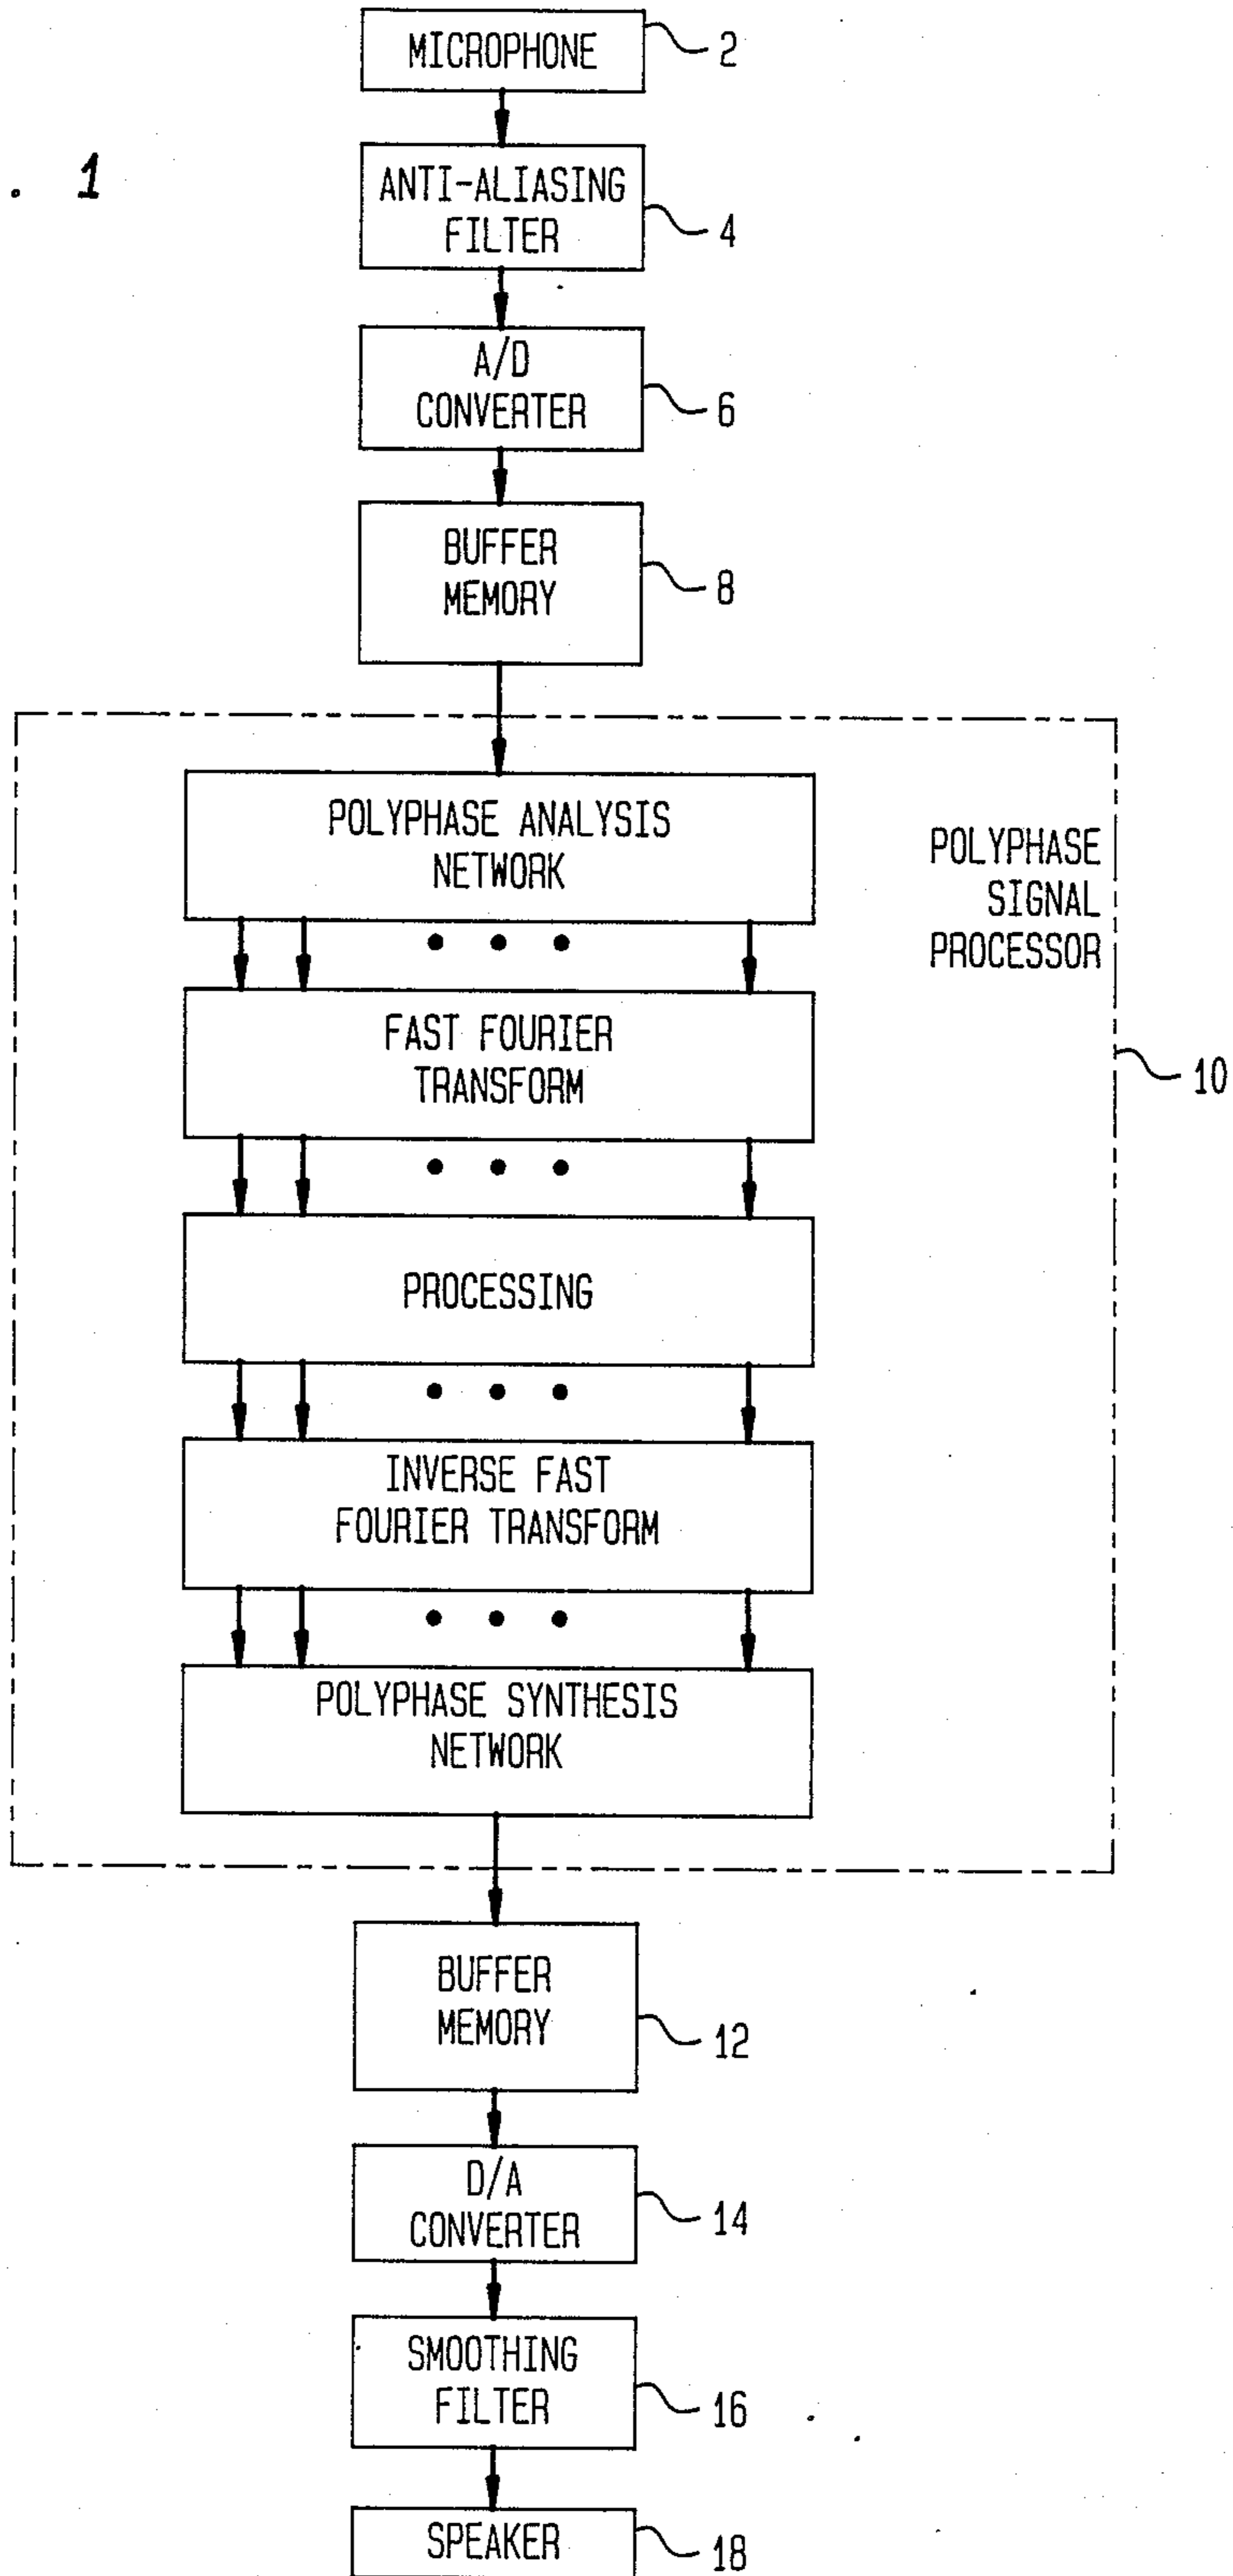 MICROPHONE
2
. 1
ANTI-ALIASING
FILTER
4
A/D
CONVERTER
6
BUFFER
MEMORY
8
POLYPHASE ANALYSIS
NETWORK
POLYPHASE
SIGNAL
PROCESSOR
FAST FOURIER
TRANSFORM
10
PROCESSING
INVERSE FAST
FOURIER TRANSFORM
POLYPHASE SYNTHESIS
NETWORK
BUFFER
MEMORY
12
D/A
CONVERTER
14
SMOOTHING
FILTER
16
SPEAKER
18